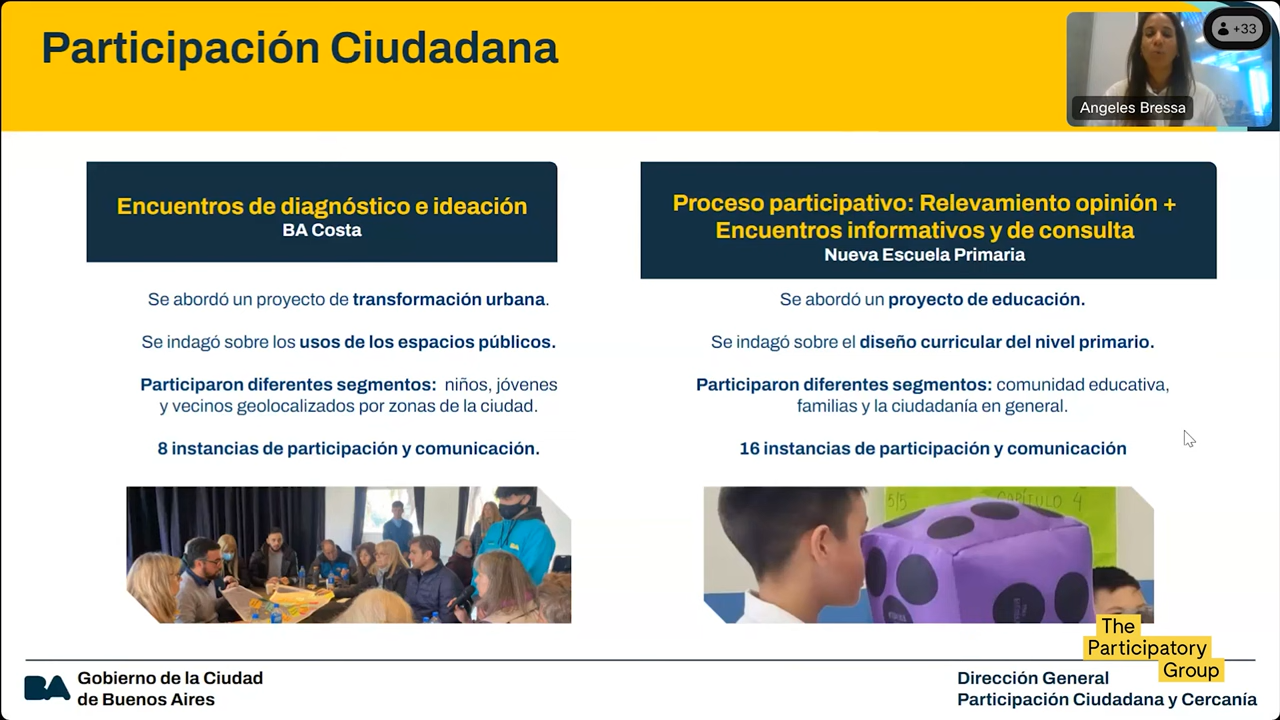 Participación Ciudadana
+33
Angeles Bressa
Encuentros de diagnóstico e ideación
BA Costa
Se abordó un proyecto de transformación urbana.
Se indagó sobre los usos de los espacios públicos.
Participaron diferentes segmentos: niños, jóvenes
y vecinos geolocalizados por zonas de la ciudad.
8 instancias de participación y comunicación.
Proceso participativo: Relevamiento opinión +
Encuentros informativos y de consulta
Nueva Escuela Primaria
Se abordó un proyecto de educación.
Se indagó sobre el diseño curricular del nivel primario.
Participaron diferentes segmentos: comunidad educativa,
familias y la ciudadanía en general.
16 instancias de participación y comunicación
BA
5/5
CAPÍTULO 4
The
Participatory
Group
BA
Gobierno de la Ciudad
de Buenos Aires
Dirección General
Participación Ciudadana y Cercanía